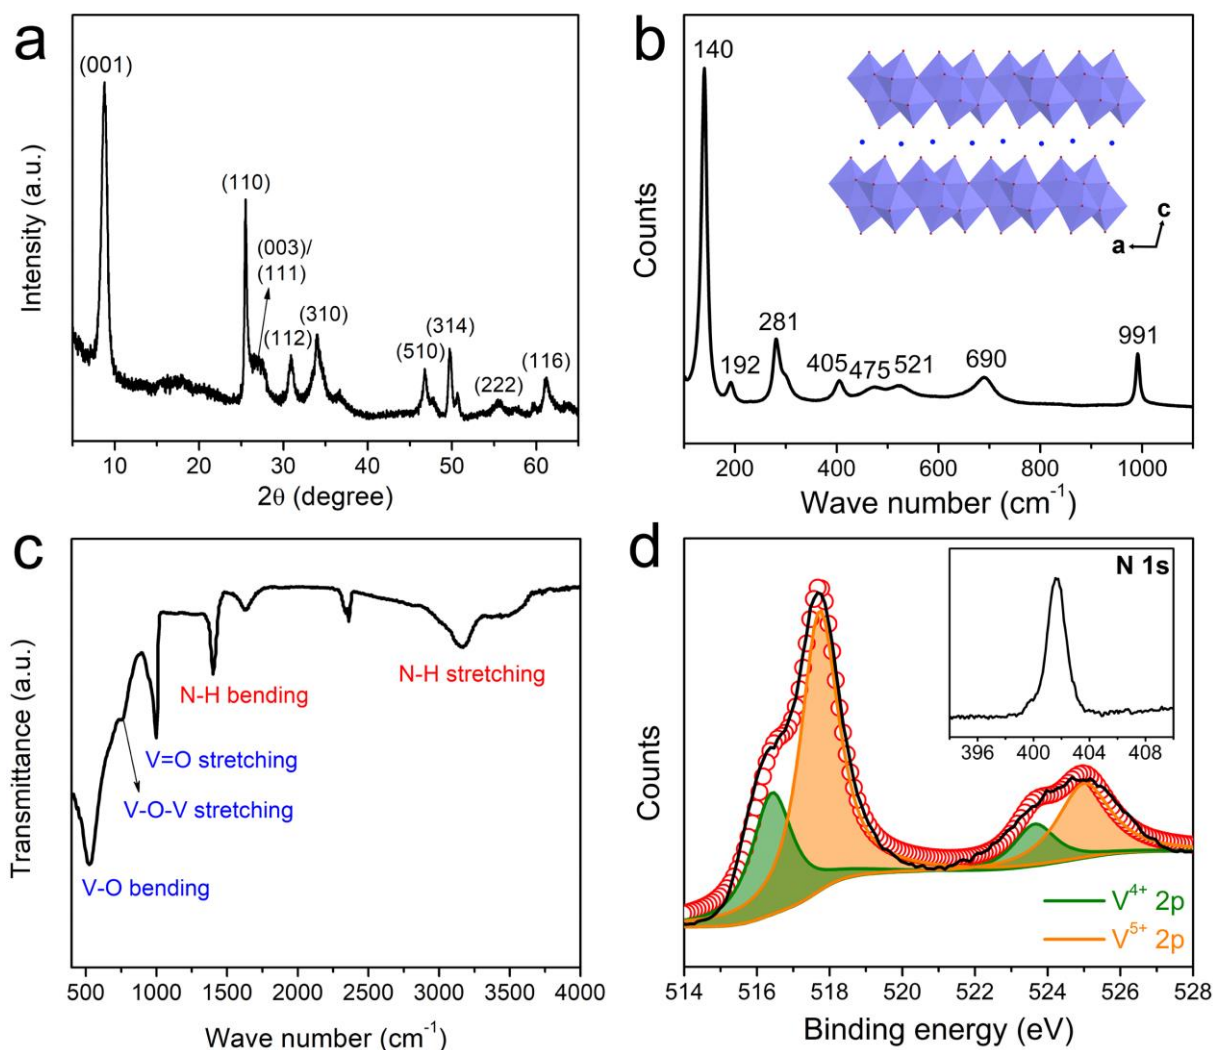 a
(001)
(110)
(003)/
(111)
(112)
(310)
(510)
(314)
(222)
(116)
Intensity (a.u.)
10 20 30 40 50 60
2θ (degree)
b
140
192
281
405
475
521
690
991
c
a
Counts
200 400 600 800 1000
Wave number (cm⁻¹)
c
N-H stretching
N-H bending
V=O stretching
V-O-V stretching
V-O bending
Transmittance (a.u.)
500 1000 1500 2000 2500 3000 3500 4000
Wave number (cm⁻¹)
d
N 1s
396 400 404 408
V⁴⁺ 2p
V⁵⁺ 2p
Counts
514 516 518 520 522 524 526 528
Binding energy (eV)